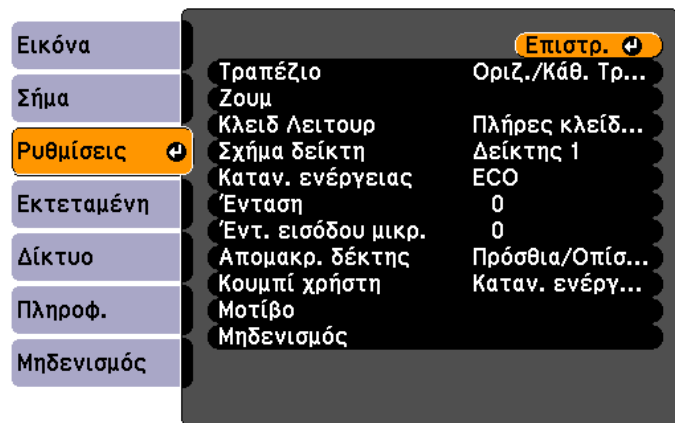 Εικόνα
Σήμα
Ρυθμίσεις
Εκτεταμένη
Δίκτυο
Πληροφ.
Μηδενισμός
Επιστρ.
Τραπέζιο Οριζ./Κάθ. Τρ...
Ζουμ
Κλειδ Λειτουρ Πλήρες κλείδ...
Σχήμα δείκτη Δείκτης 1
Καταν. ενέργειας ECO
Ένταση 0
Έντ. εισόδου μικρ. 0
Απομακρ. δέκτης Πρόσθια/Οπίσ...
Κουμπί χρήστη Καταν. ενέργ...
Μοτίβο
Μηδενισμός